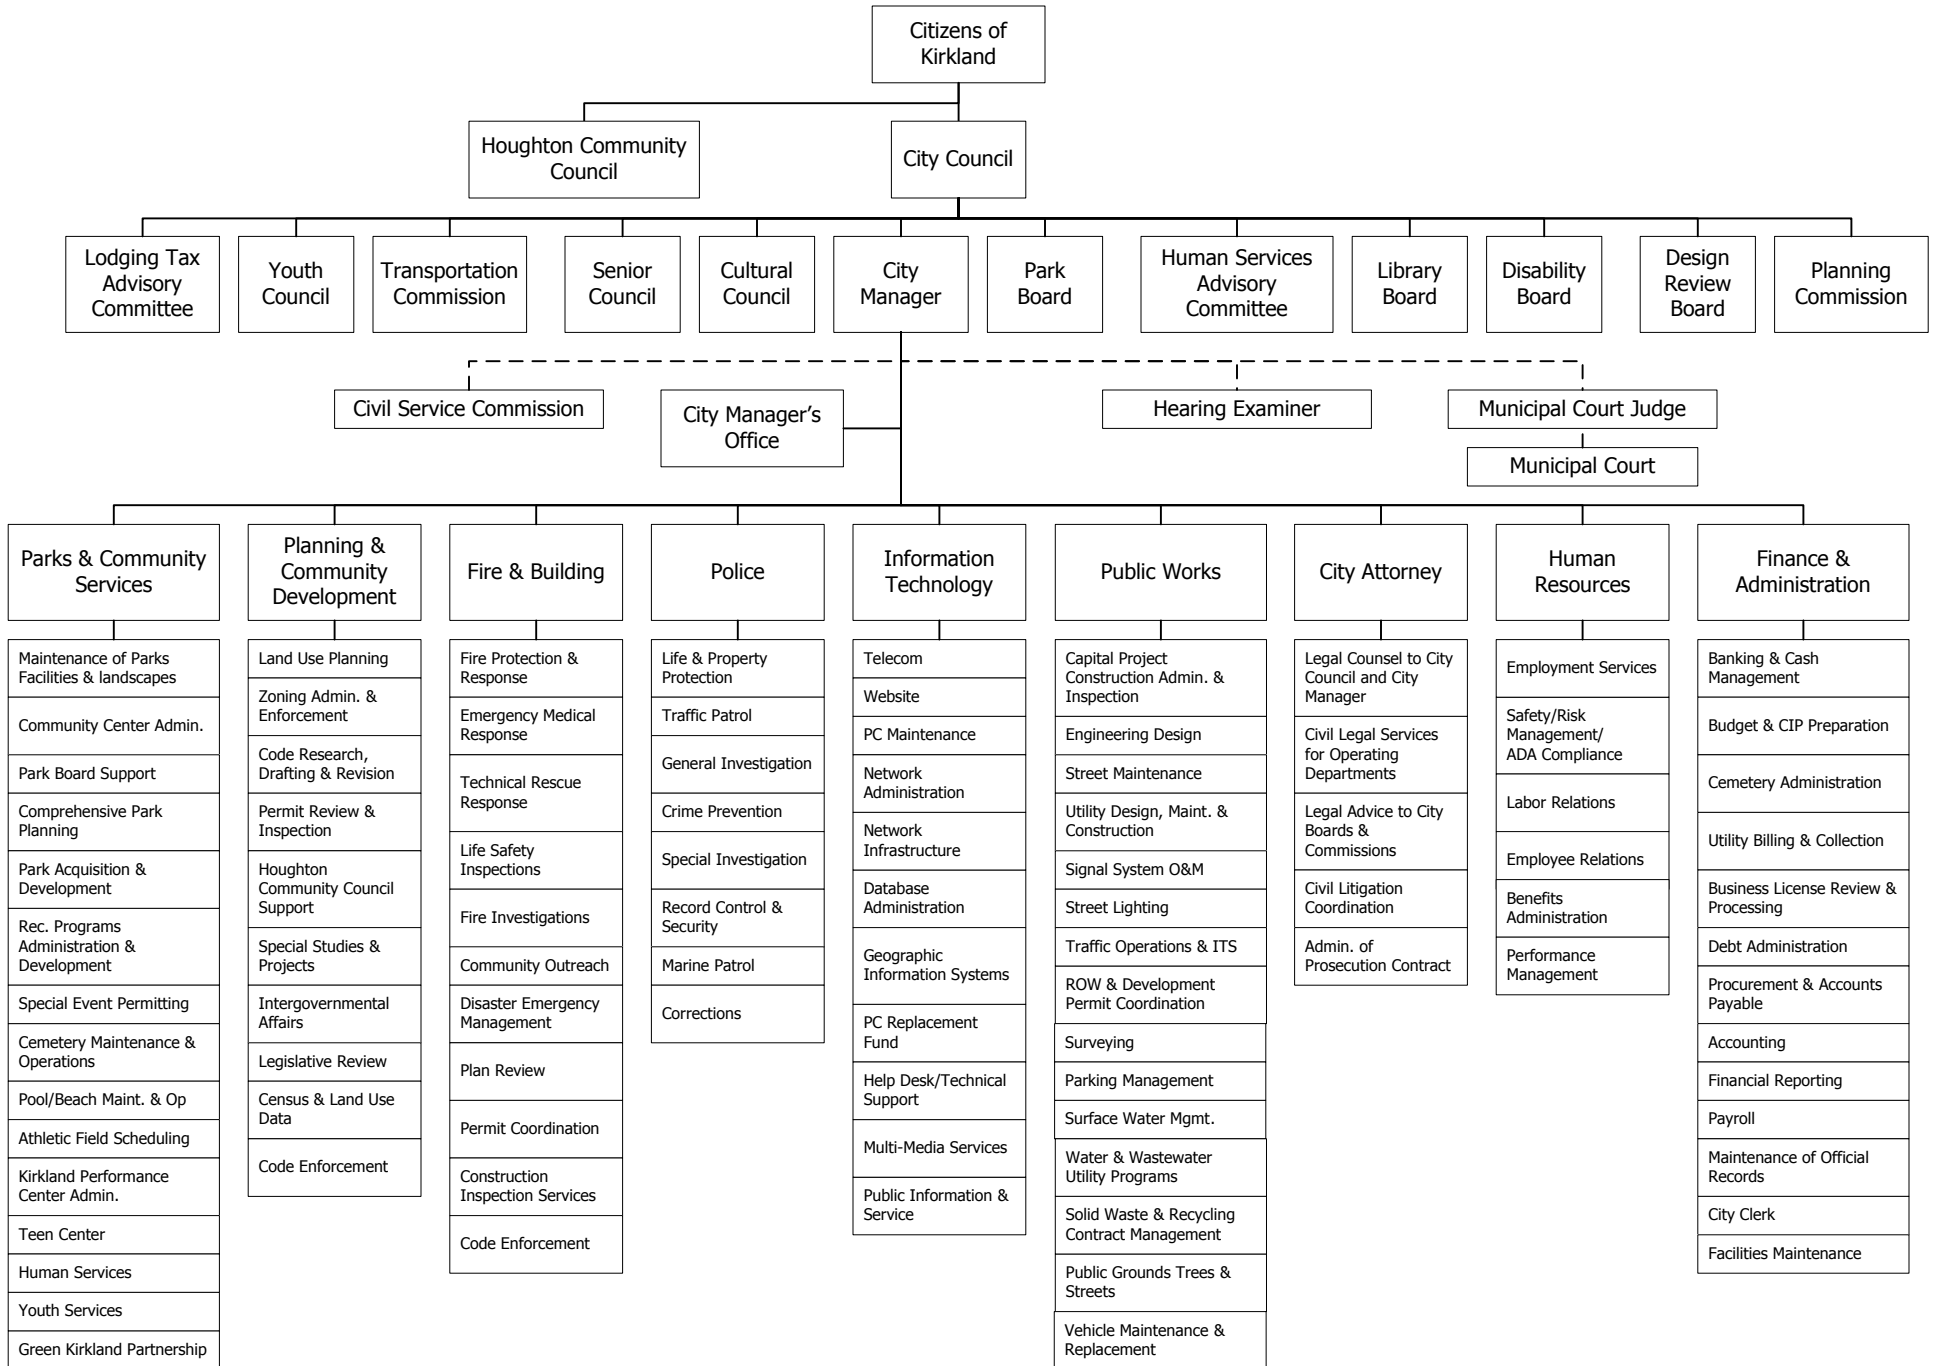 Citizens of
Kirkland
Houghton Community
Council
City Council
Lodging Tax
Advisory
Committee
Youth
Council
Transportation
Commission
Senior
Council
Cultural
Council
City
Manager
Park
Board
Human Services
Advisory
Committee
Library
Board
Disability
Board
Design
Review
Board
Planning
Commission
Civil Service Commission
City Manager’s
Office
Hearing Examiner
Municipal Court Judge
Municipal Court
Parks & Community
Services
Maintenance of Parks
Facilities & landscapes
Community Center Admin.
Park Board Support
Comprehensive Park
Planning
Park Acquisition &
Development
Rec. Programs
Administration &
Development
Special Event Permitting
Cemetery Maintenance &
Operations
Pool/Beach Maint. & Op
Athletic Field Scheduling
Kirkland Performance
Center Admin.
Teen Center
Human Services
Youth Services
Green Kirkland Partnership
Planning &
Community
Development
Land Use Planning
Zoning Admin. &
Enforcement
Code Research,
Drafting & Revision
Permit Review &
Inspection
Houghton
Community Council
Support
Special Studies &
Projects
Intergovernmental
Affairs
Legislative Review
Census & Land Use
Data
Code Enforcement
Fire & Building
Fire Protection &
Response
Emergency Medical
Response
Technical Rescue
Response
Life Safety
Inspections
Fire Investigations
Community Outreach
Disaster Emergency
Management
Plan Review
Permit Coordination
Construction
Inspection Services
Code Enforcement
Police
Life & Property
Protection
Traffic Patrol
General Investigation
Crime Prevention
Special Investigation
Record Control &
Security
Marine Patrol
Corrections
Information
Technology
Telecom
Website
PC Maintenance
Network
Administration
Network
Infrastructure
Database
Administration
Geographic
Information Systems
PC Replacement
Fund
Help Desk/Technical
Support
Multi-Media Services
Public Information &
Service
Public Works
Capital Project
Construction Admin. &
Inspection
Engineering Design
Street Maintenance
Utility Design, Maint. &
Construction
Signal System O&M
Street Lighting
Traffic Operations & ITS
ROW & Development
Permit Coordination
Surveying
Parking Management
Surface Water Mgmt.
Water & Wastewater
Utility Programs
Solid Waste & Recycling
Contract Management
Public Grounds Trees &
Streets
Vehicle Maintenance &
Replacement
City Attorney
Legal Counsel to City
Council and City
Manager
Civil Legal Services
for Operating
Departments
Legal Advice to City
Boards &
Commissions
Civil Litigation
Coordination
Admin. of
Prosecution Contract
Human
Resources
Employment Services
Safety/Risk
Management/
ADA Compliance
Labor Relations
Employee Relations
Benefits
Administration
Performance
Management
Finance &
Administration
Banking & Cash
Management
Budget & CIP Preparation
Cemetery Administration
Utility Billing & Collection
Business License Review &
Processing
Debt Administration
Procurement & Accounts
Payable
Accounting
Financial Reporting
Payroll
Maintenance of Official
Records
City Clerk
Facilities Maintenance